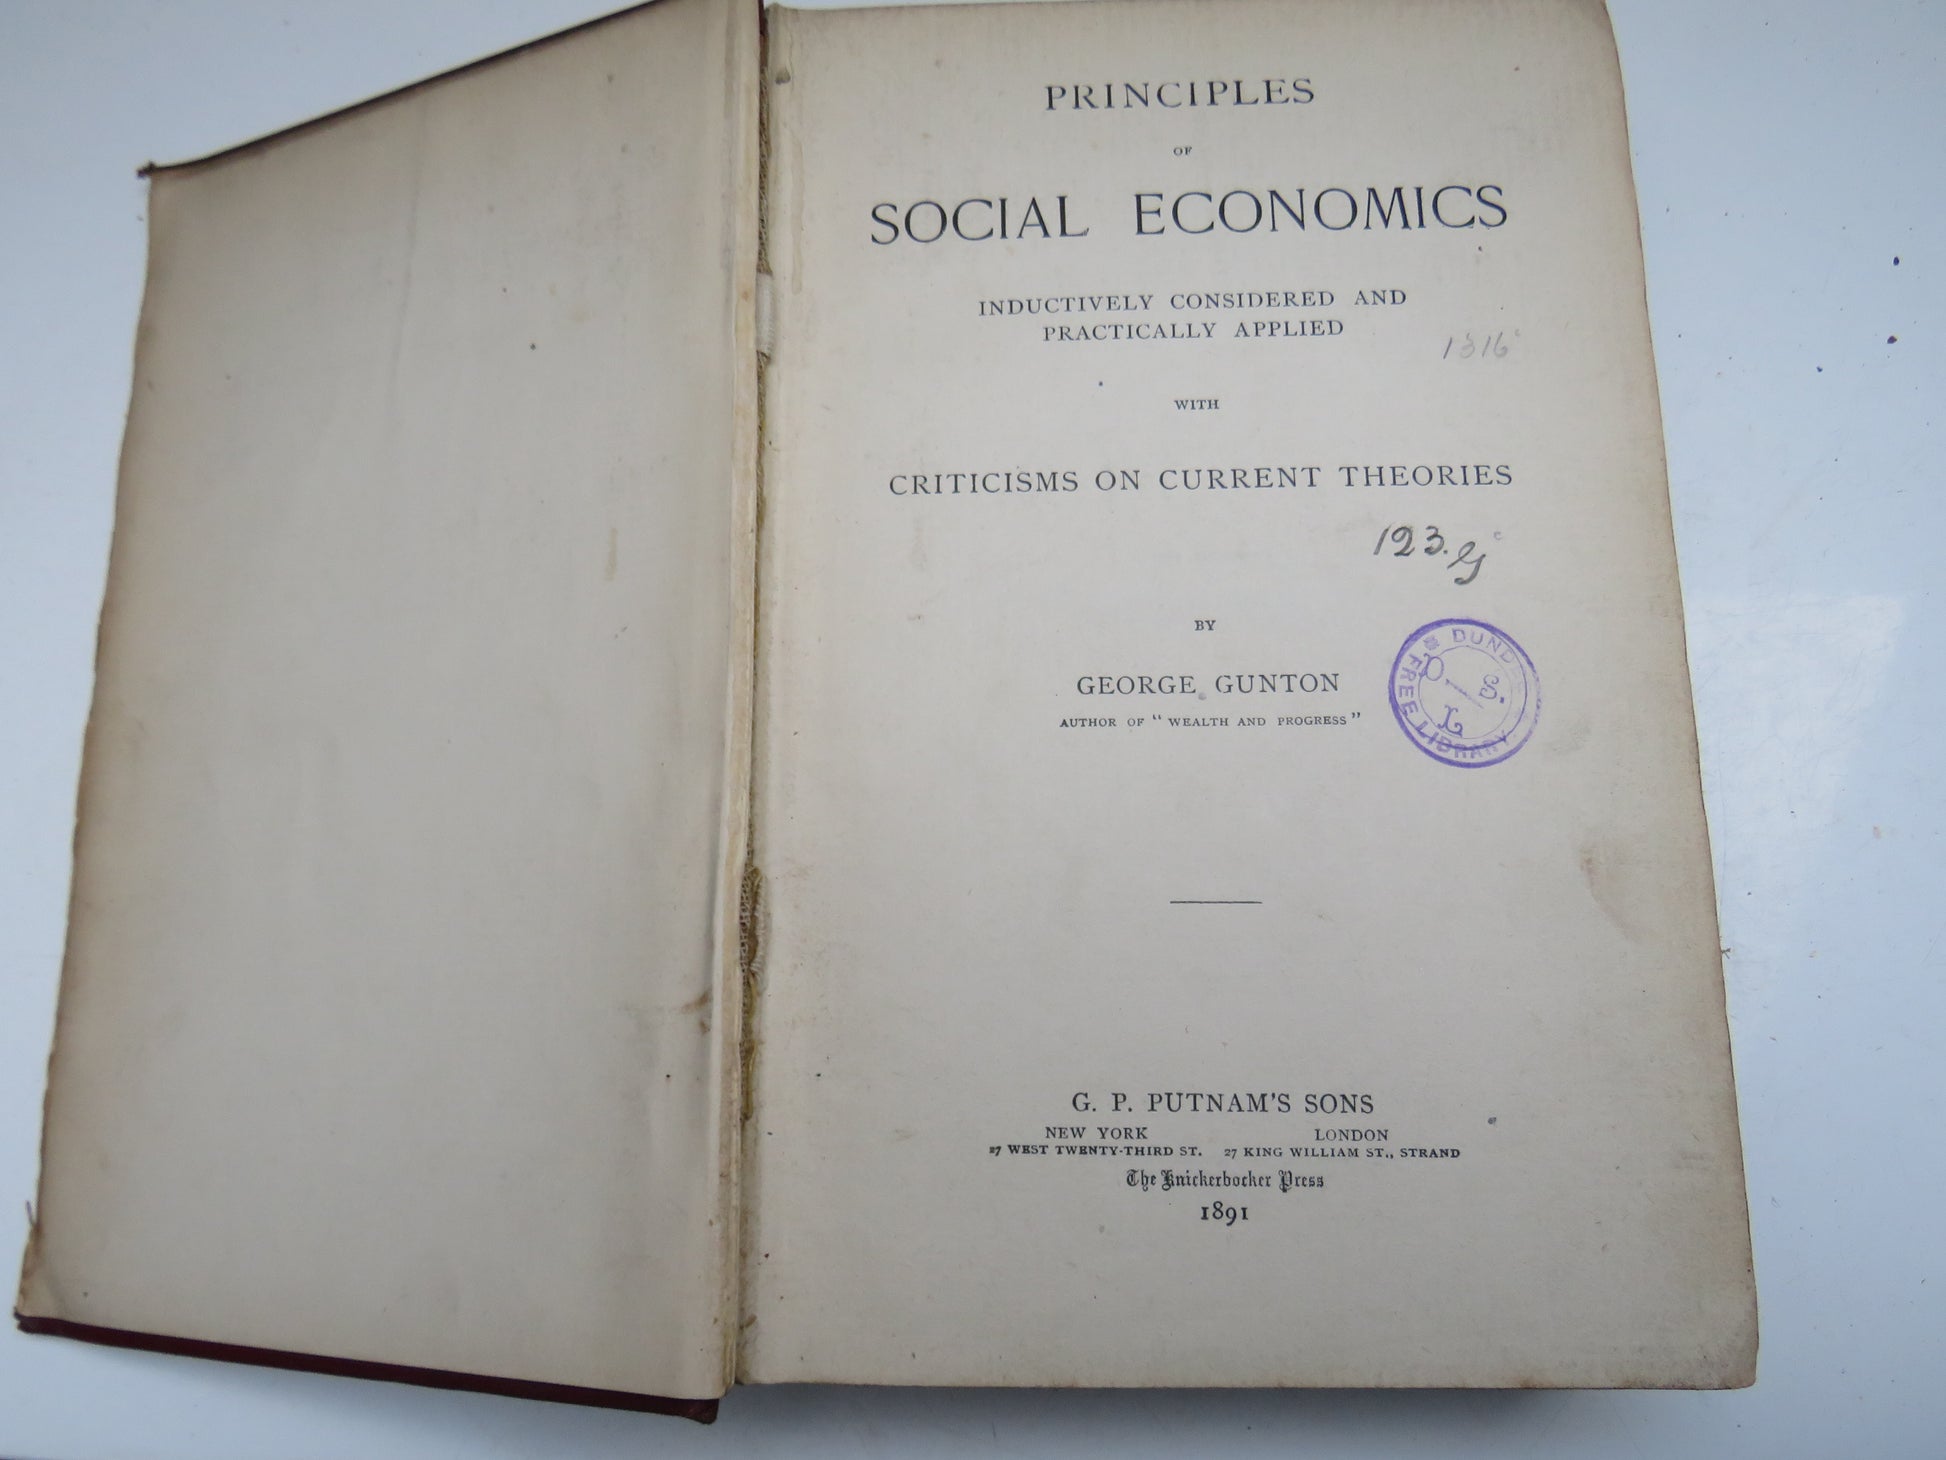 PRINCIPLES
OF
SOCIAL ECONOMICS
INDUCTIVELY CONSIDERED AND
PRACTICALLY APPLIED
1316
WITH
CRITICISMS ON CURRENT THEORIES
123.G
BY
GEORGE GUNTON
AUTHOR OF "WEALTH AND PROGRESS"
FREE LIBRARY
G. P. PUTNAM'S SONS
NEW YORK LONDON
27 WEST TWENTY-THIRD ST. 27 KING WILLIAM ST., STRAND
The Knickerbocker Press
1891